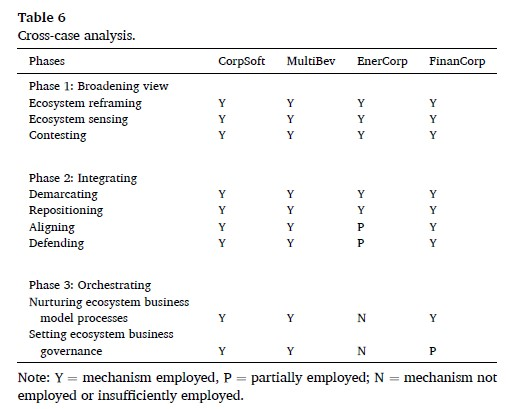 Table 6
Cross-case analysis.
Phases CorpSoft MultiBev EnerCorp FinanCorp
Phase 1: Broadening view
Ecosystem reframing Y Y Y Y
Ecosystem sensing Y Y Y Y
Contesting Y Y Y Y
Phase 2: Integrating
Demarcating Y Y Y Y
Repositioning Y Y Y Y
Aligning Y Y P Y
Defending Y Y P Y
Phase 3: Orchestrating
Nurturing ecosystem business
model processes Y Y N Y
Setting ecosystem business
governance Y Y N P
Note: Y = mechanism employed, P = partially employed; N = mechanism not
employed or insufficiently employed.